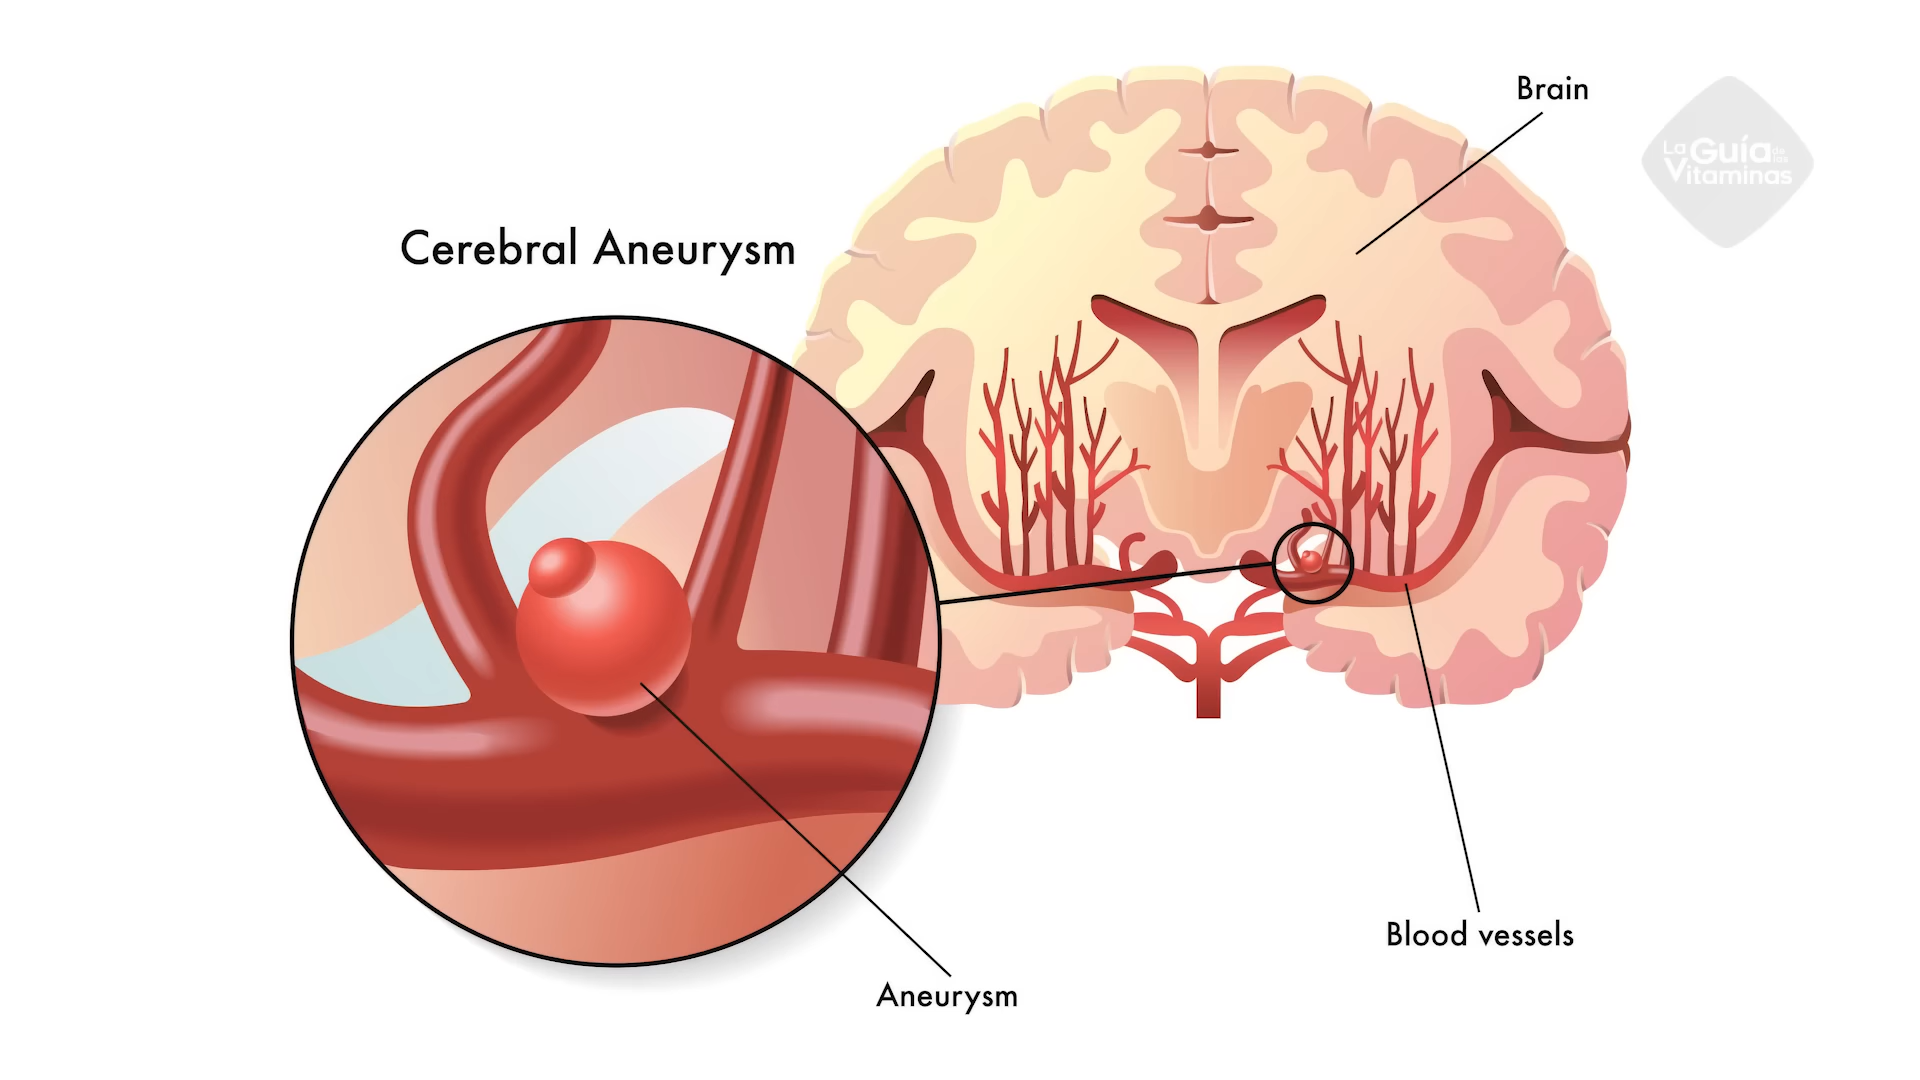 Brain
La Guía de las
Vitaminas
Cerebral Aneurysm
Blood vessels
Aneurysm